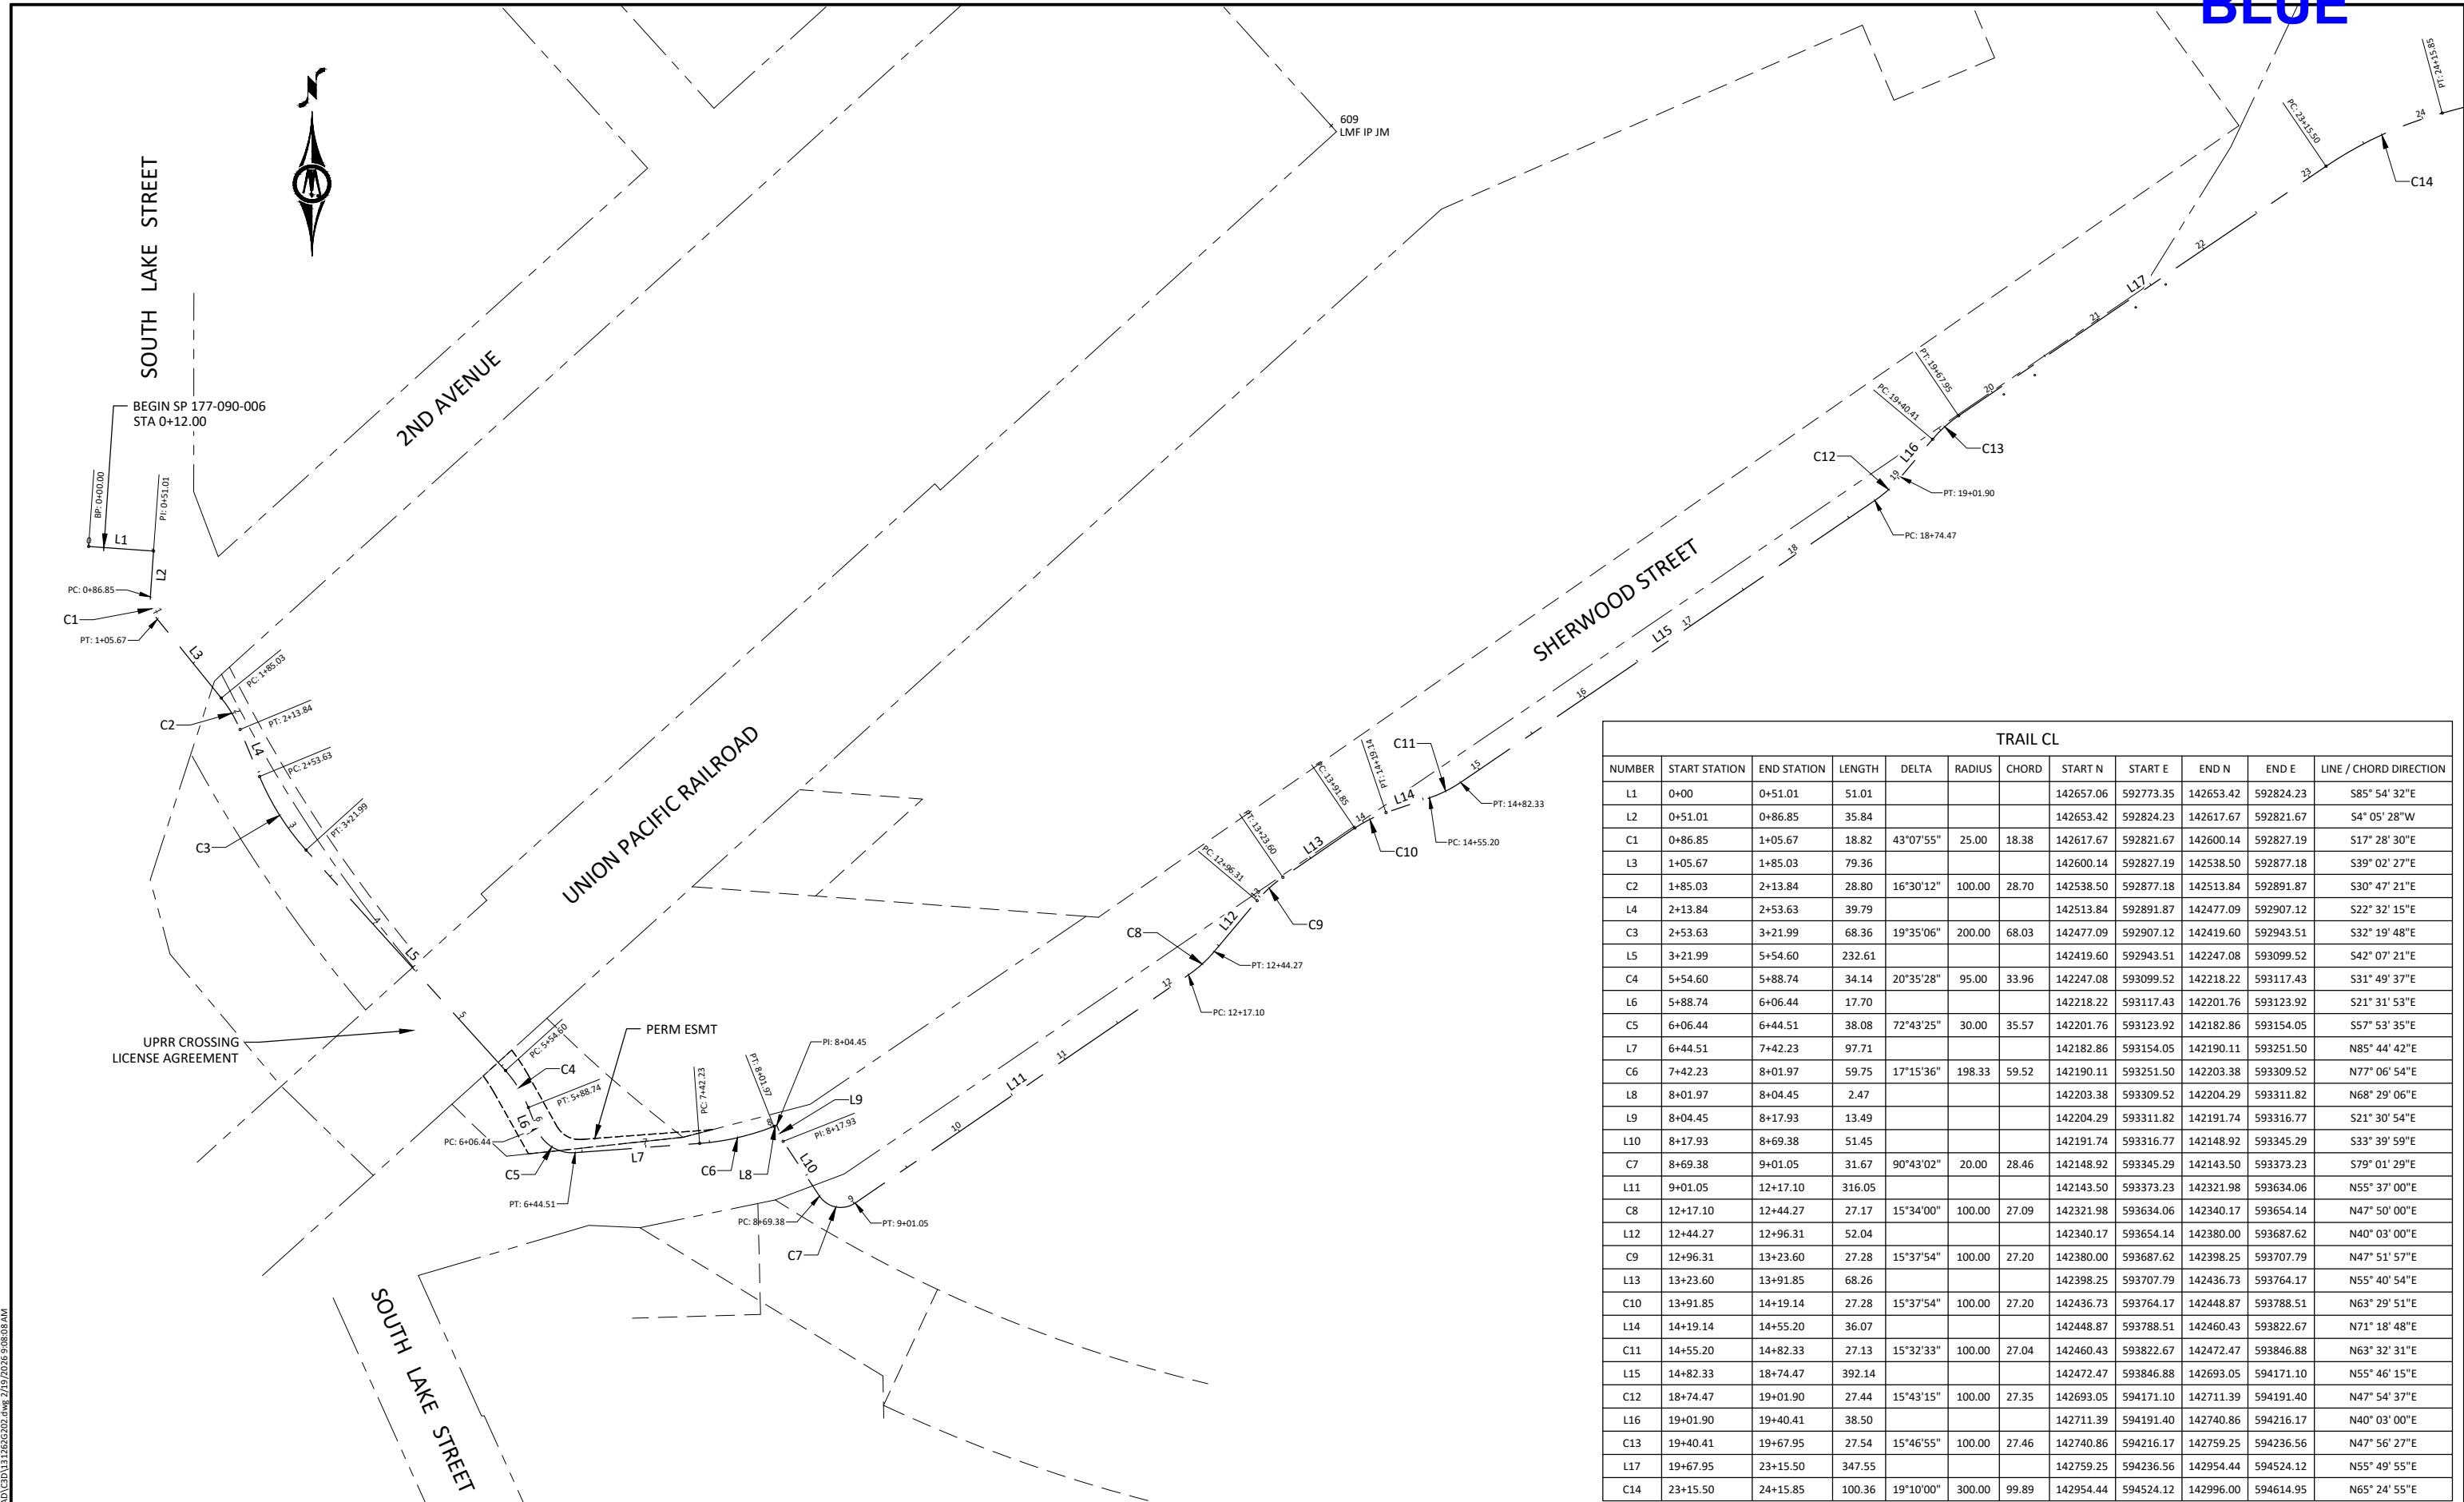 BLUE
PT: 24+15.85
PC: 23+15.50
24
C14
23
609
LMF IP JM
N
SOUTH LAKE STREET
22
L17
21
2ND AVENUE
PT: 19+67.95
PC: 19+40.41
20
BEGIN SP 177-090-006
STA 0+12.00
C13
L16
C12
19
PT: 19+01.90
BP: 0+00.00
PI: 0+51.01
0
L1
PC: 18+74.47
18
L2
PC: 0+86.85
SHERWOOD STREET
C1
1
PT: 1+05.67
17
L15
L3
PC: 1+85.03
16
C2
2
PT: 2+13.84
L4
PC: 2+53.63
C3
3
PT: 3+21.99
UNION PACIFIC RAILROAD
C11
PT: 14+19.14
PC: 13+91.85
15
L14
PT: 14+82.33
14
PC: 14+55.20
C10
L13
PT: 13+23.60
PC: 12+96.31
13
C9
L12
C8
PT: 12+44.27
4
L5
12
PC: 12+17.10
5
UPRR CROSSING
LICENSE AGREEMENT
PERM ESMT
PC: 5+54.60
C4
PI: 8+04.45
11
L11
PT: 8+01.97
L9
PC: 7+42.23
PT: 5+88.74
L6
6
8
PI: 8+17.93
10
PC: 6+06.44
7
L7
C5
C6
L8
L10
PT: 6+44.51
9
PC: 8+69.38
PT: 9+01.05
C7
SOUTH LAKE STREET
TRAIL CL
NUMBER START STATION END STATION LENGTH DELTA RADIUS CHORD START N START E END N END E LINE / CHORD DIRECTION
L1 0+00 0+51.01 51.01 142657.06 592773.35 142653.42 592824.23 S85° 54' 32"E
L2 0+51.01 0+86.85 35.84 142653.42 592824.23 142617.67 592821.67 S4° 05' 28"W
C1 0+86.85 1+05.67 18.82 43°07'55" 25.00 18.38 142617.67 592821.67 142600.14 592827.19 S17° 28' 30"E
L3 1+05.67 1+85.03 79.36 142600.14 592827.19 142538.50 592877.18 S39° 02' 27"E
C2 1+85.03 2+13.84 28.80 16°30'12" 100.00 28.70 142538.50 592877.18 142513.84 592891.87 S30° 47' 21"E
L4 2+13.84 2+53.63 39.79 142513.84 592891.87 142477.09 592907.12 S22° 32' 15"E
C3 2+53.63 3+21.99 68.36 19°35'06" 200.00 68.03 142477.09 592907.12 142419.60 592943.51 S32° 19' 48"E
L5 3+21.99 5+54.60 232.61 142419.60 592943.51 142247.08 593099.52 S42° 07' 21"E
C4 5+54.60 5+88.74 34.14 20°35'28" 95.00 33.96 142247.08 593099.52 142218.22 593117.43 S31° 49' 37"E
L6 5+88.74 6+06.44 17.70 142218.22 593117.43 142201.76 593123.92 S21° 31' 53"E
C5 6+06.44 6+44.51 38.08 72°43'25" 30.00 35.57 142201.76 593123.92 142182.86 593154.05 S57° 53' 35"E
L7 6+44.51 7+42.23 97.71 142182.86 593154.05 142190.11 593251.50 N85° 44' 42"E
C6 7+42.23 8+01.97 59.75 17°15'36" 198.33 59.52 142190.11 593251.50 142203.38 593309.52 N77° 06' 54"E
L8 8+01.97 8+04.45 2.47 142203.38 593309.52 142204.29 593311.82 N68° 29' 06"E
L9 8+04.45 8+17.93 13.49 142204.29 593311.82 142191.74 593316.77 S21° 30' 54"E
L10 8+17.93 8+69.38 51.45 142191.74 593316.77 142148.92 593345.29 S33° 39' 59"E
C7 8+69.38 9+01.05 31.67 90°43'02" 20.00 28.46 142148.92 593345.29 142143.50 593373.23 S79° 01' 29"E
L11 9+01.05 12+17.10 316.05 142143.50 593373.23 142321.98 593634.06 N55° 37' 00"E
C8 12+17.10 12+44.27 27.17 15°34'00" 100.00 27.09 142321.98 593634.06 142340.17 593654.14 N47° 50' 00"E
L12 12+44.27 12+96.31 52.04 142340.17 593654.14 142380.00 593687.62 N40° 03' 00"E
C9 12+96.31 13+23.60 27.28 15°37'54" 100.00 27.20 142380.00 593687.62 142398.25 593707.79 N47° 51' 57"E
L13 13+23.60 13+91.85 68.26 142398.25 593707.79 142436.73 593764.17 N55° 40' 54"E
C10 13+91.85 14+19.14 27.28 15°37'54" 100.00 27.20 142436.73 593764.17 142448.87 593788.51 N63° 29' 51"E
L14 14+19.14 14+55.20 36.07 142448.87 593788.51 142460.43 593822.67 N71° 18' 48"E
C11 14+55.20 14+82.33 27.13 15°32'33" 100.00 27.04 142460.43 593822.67 142472.47 593846.88 N63° 32' 31"E
L15 14+82.33 18+74.47 392.14 142472.47 593846.88 142693.05 594171.10 N55° 46' 15"E
C12 18+74.47 19+01.90 27.44 15°43'15" 100.00 27.35 142693.05 594171.10 142711.39 594191.40 N47° 54' 37"E
L16 19+01.90 19+40.41 38.50 142711.39 594191.40 142740.86 594216.17 N40° 03' 00"E
C13 19+40.41 19+67.95 27.54 15°46'55" 100.00 27.46 142740.86 594216.17 142759.25 594236.56 N47° 56' 27"E
L17 19+67.95 23+15.50 347.55 142759.25 594236.56 142954.44 594524.12 N55° 49' 55"E
C14 23+15.50 24+15.85 100.36 19°10'00" 300.00 99.89 142954.44 594524.12 142996.00 594614.95 N65° 24' 55"E
AD\C3D\131262G202.dwg 2/19/2026 9:08:08 AM